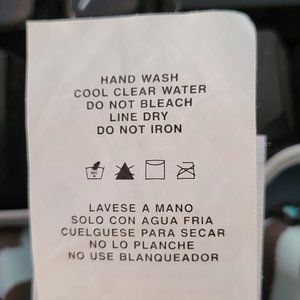 HAND WASH
COOL CLEAR WATER
DO NOT BLEACH
LINE DRY
DO NOT IRON
LAVESE A MANO
SOLO CON AGUA FRIA
CUELGUESE PARA SECAR
NO LO PLANCHE
NO USE BLANQUEADOR